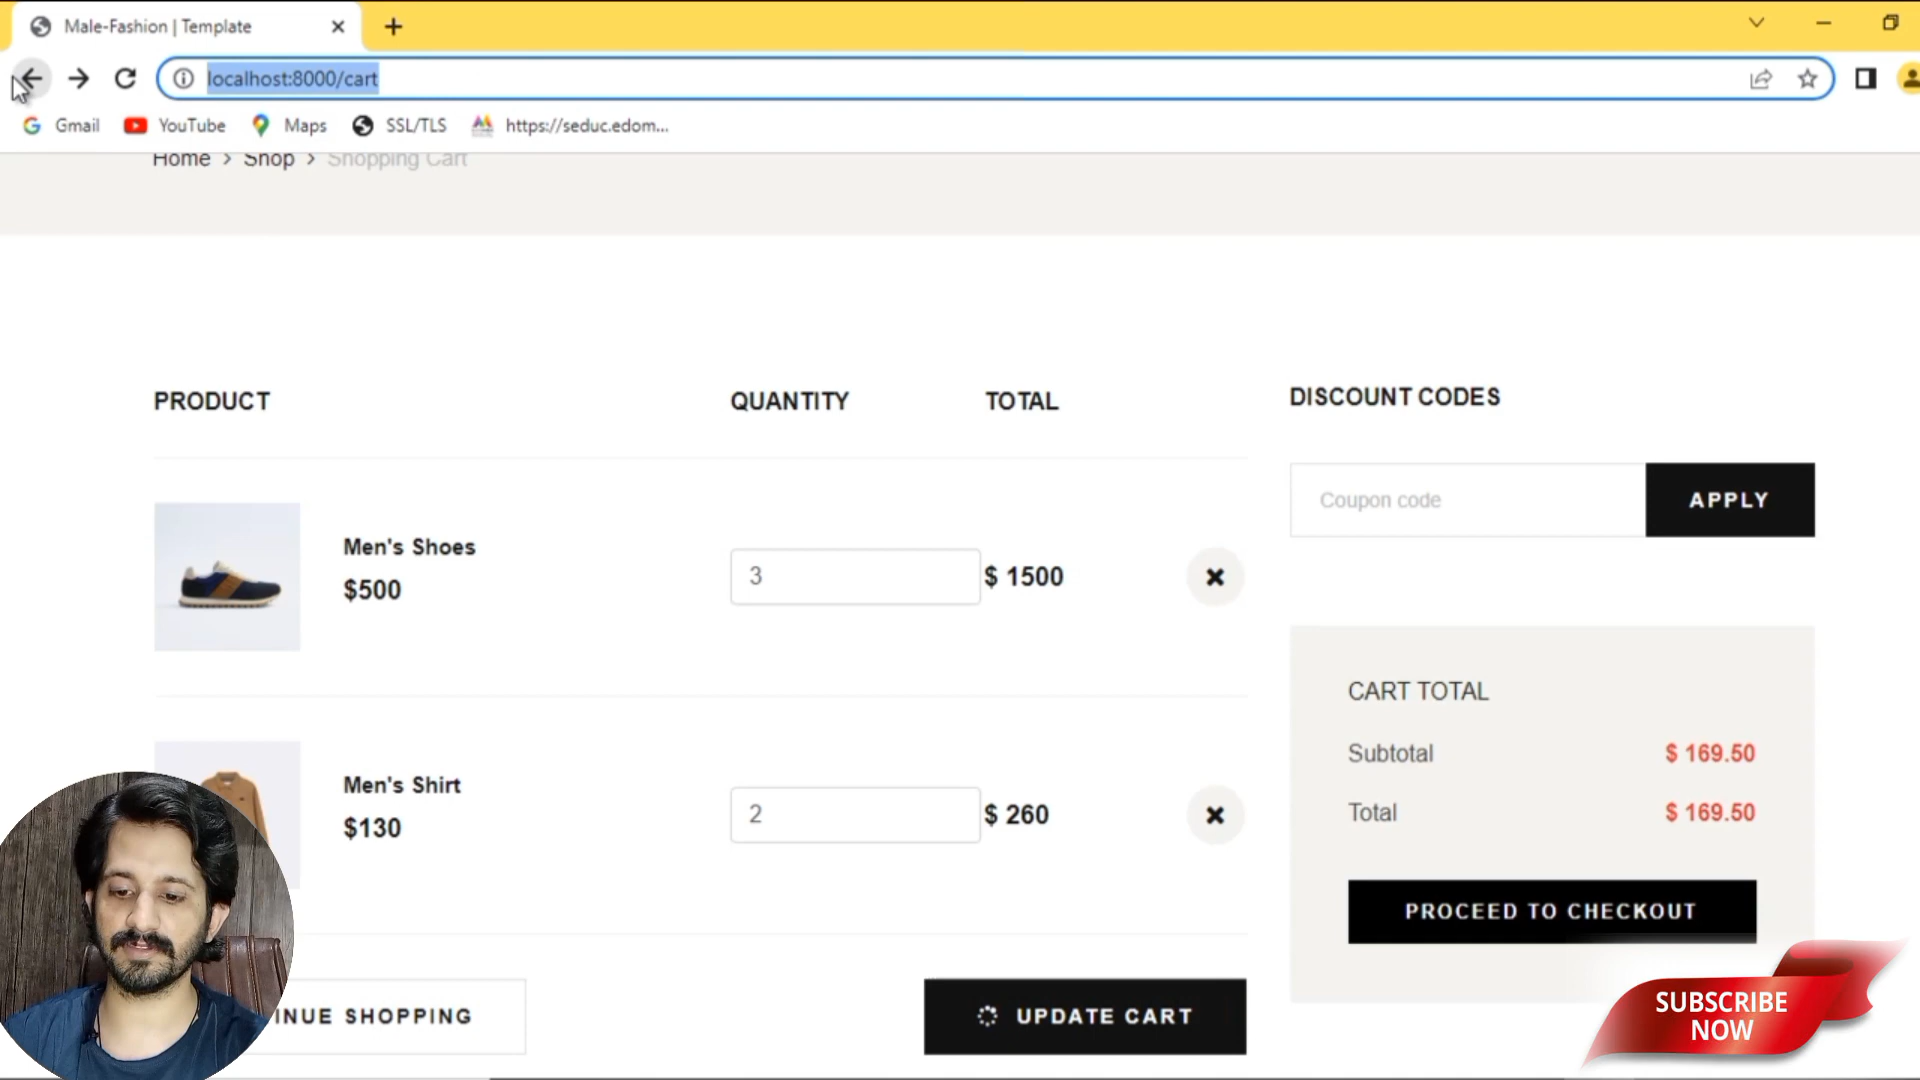 Male-Fashion | Template
localhost:8000/cart
Gmail YouTube Maps SSL/TLS https://seduc.edom...
Home > Shop > Shopping Cart
PRODUCT QUANTITY TOTAL
Men's Shoes
$500
3
$ 1500
Men's Shirt
$130
2
$ 260
INUE SHOPPING
UPDATE CART
DISCOUNT CODES
Coupon code
APPLY
CART TOTAL
Subtotal $ 169.50
Total $ 169.50
PROCEED TO CHECKOUT
SUBSCRIBE
NOW